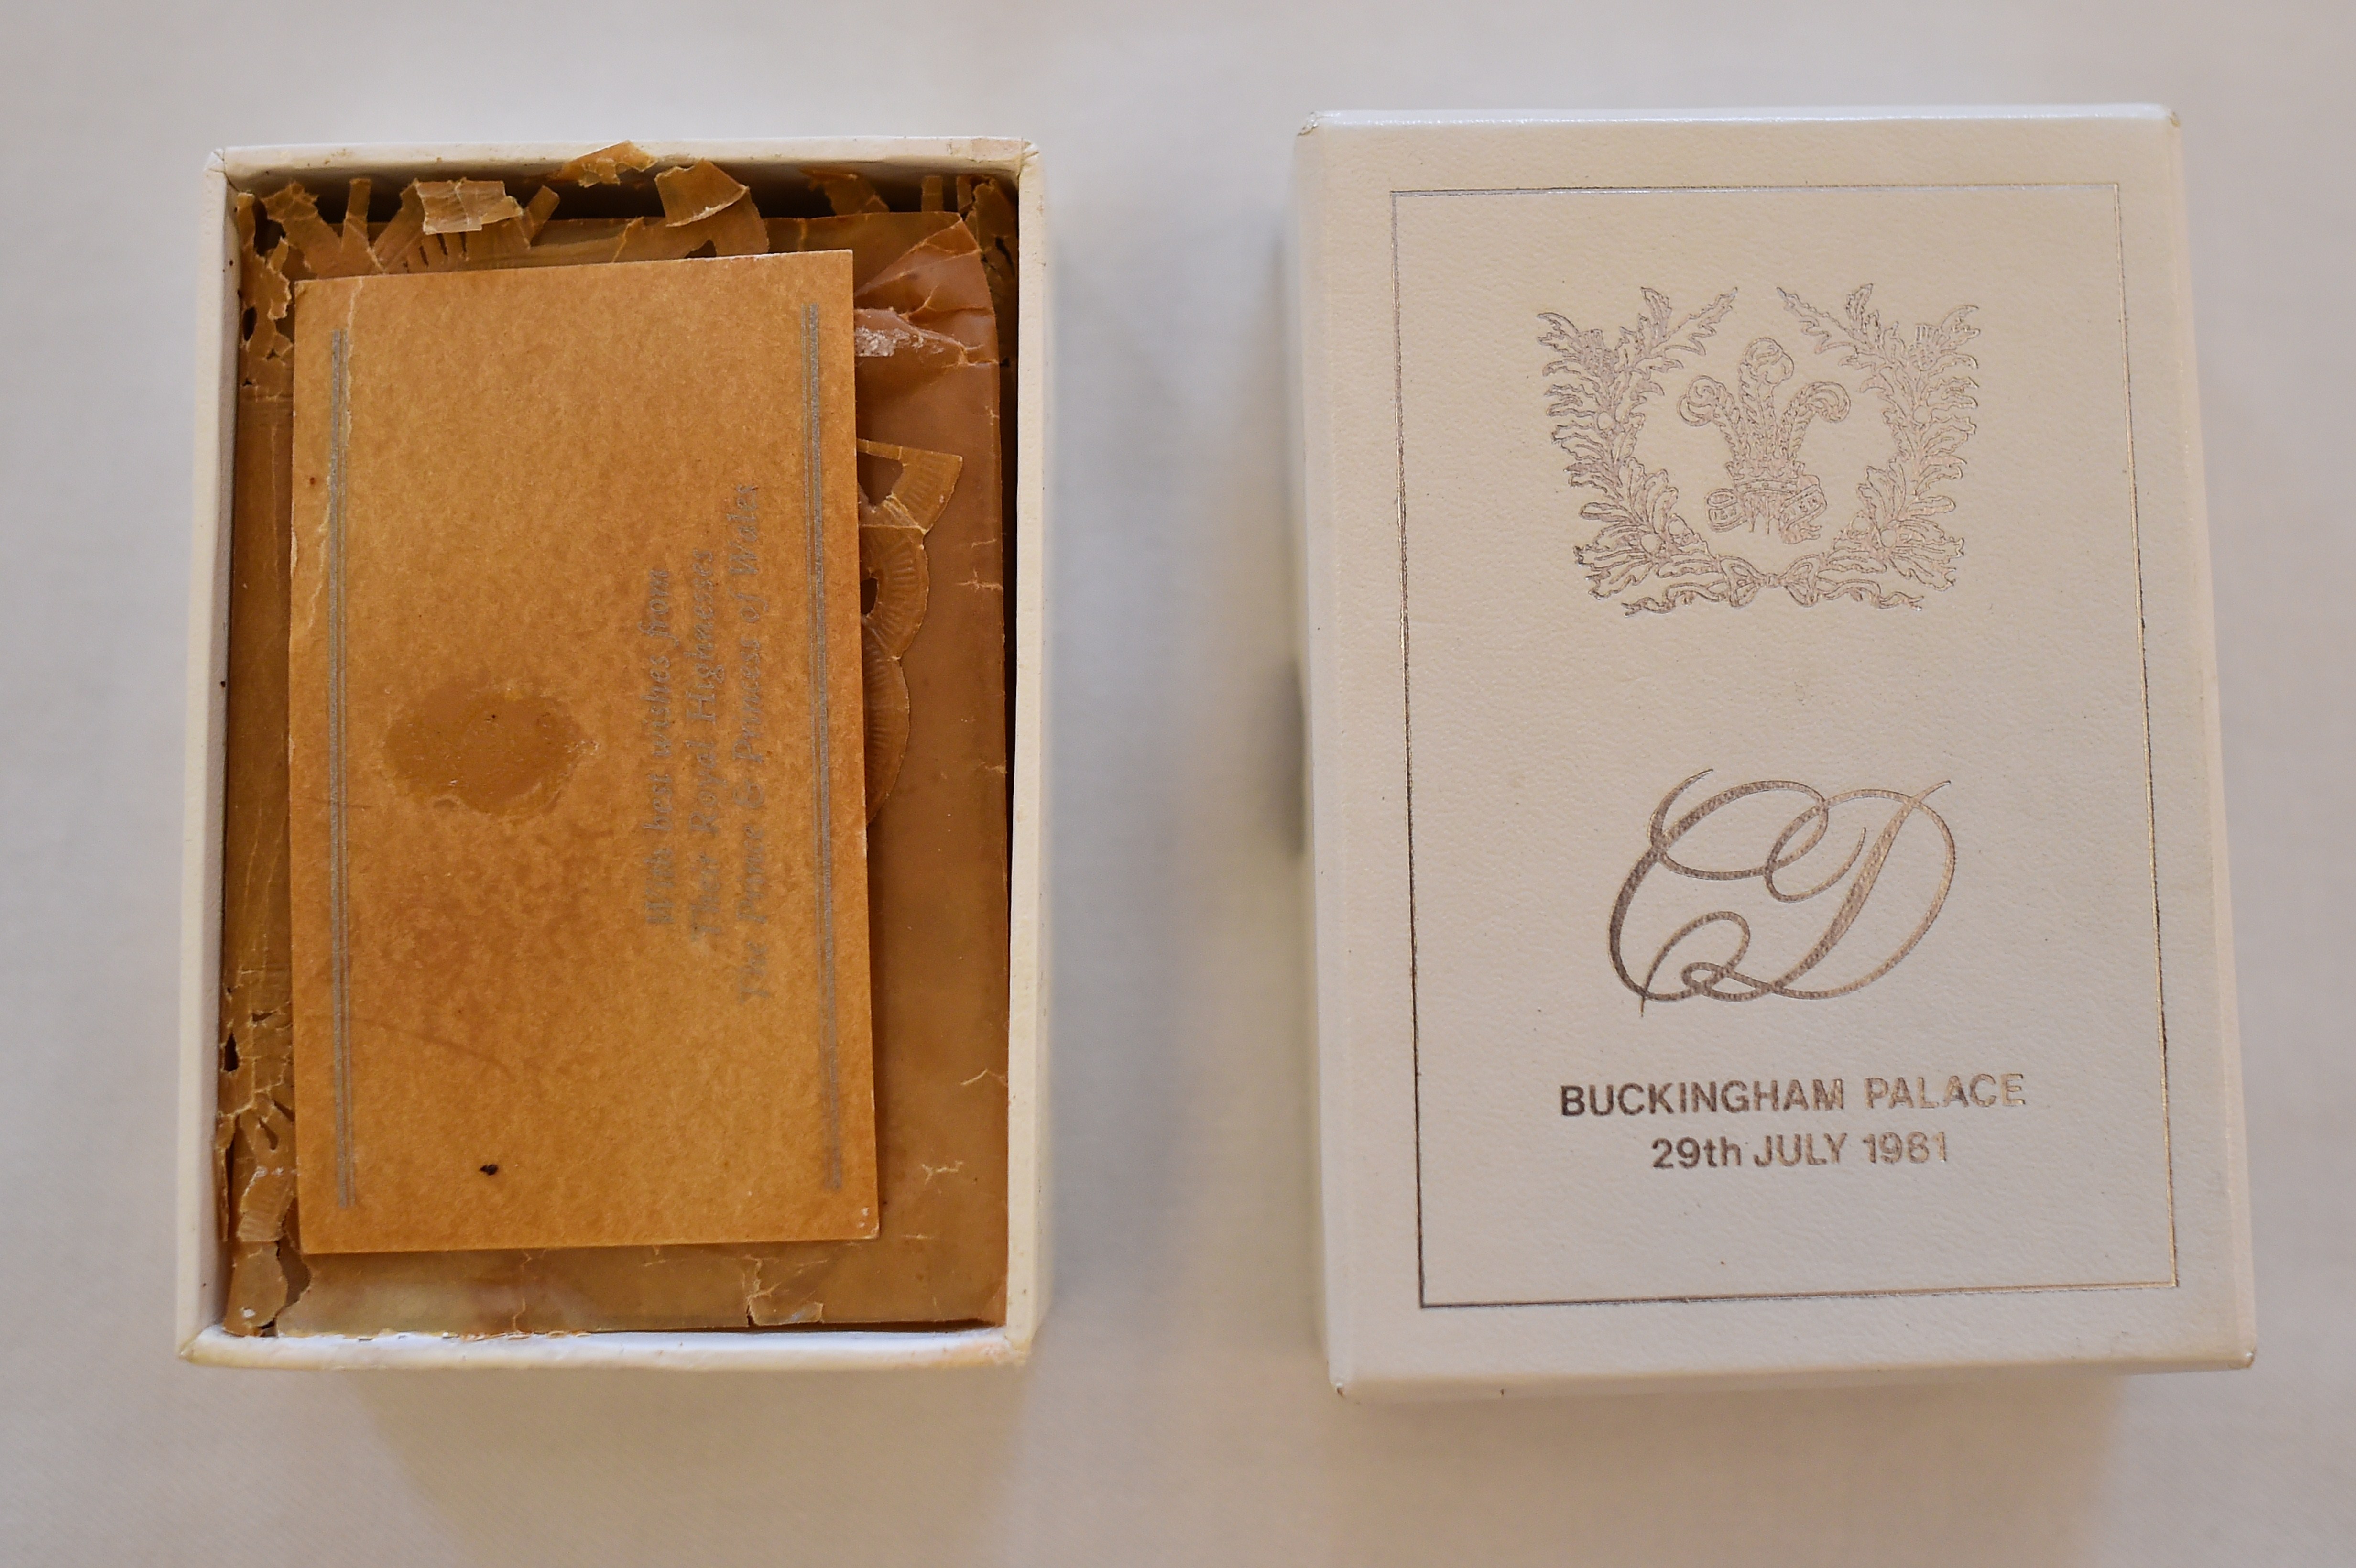 With best wishes from
Their Royal Highnesses
The Prince & Princess of Wales
CD
BUCKINGHAM PALACE
29th JULY 1981